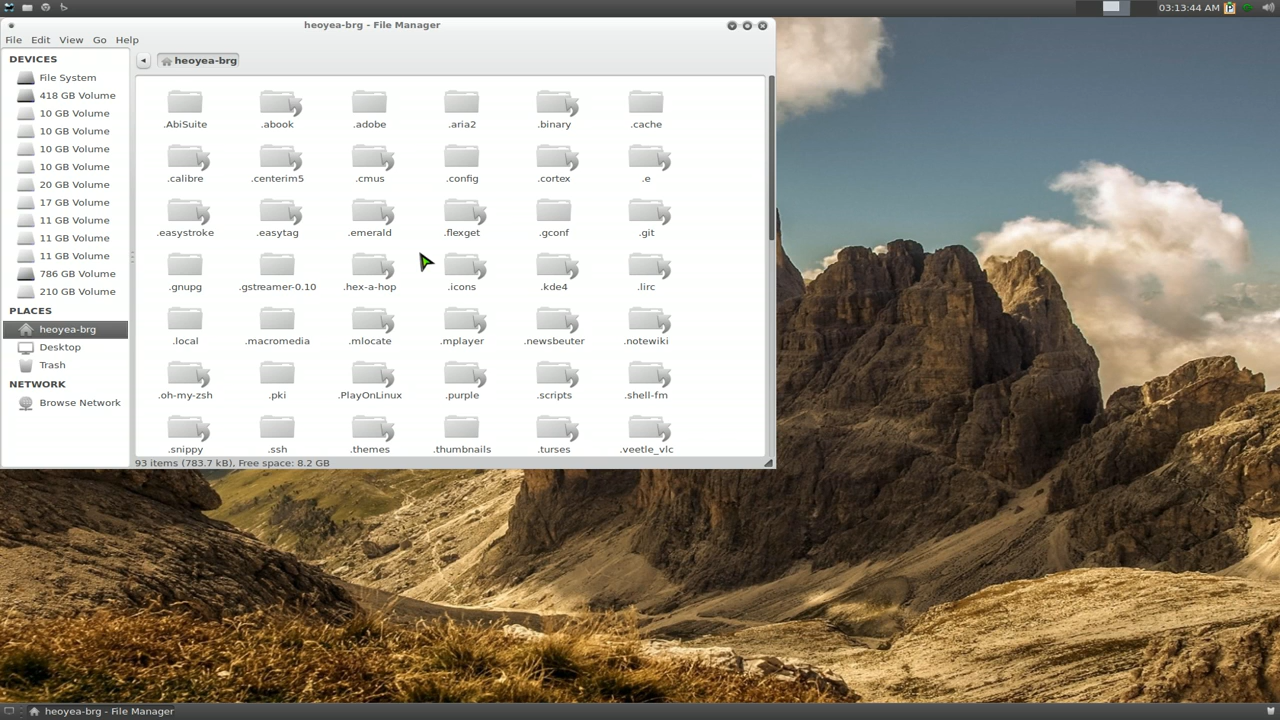 03:13:44 AM
heoyea-brg - File Manager
File Edit View Go Help
DEVICES
File System
418 GB Volume
10 GB Volume
10 GB Volume
10 GB Volume
10 GB Volume
20 GB Volume
17 GB Volume
11 GB Volume
11 GB Volume
11 GB Volume
786 GB Volume
210 GB Volume
PLACES
heoyea-brg
Desktop
Trash
NETWORK
Browse Network
heoyea-brg
.AbiSuite .abook .adobe .aria2 .binary .cache
.calibre .centerim5 .cmus .config .cortex .e
.easystroke .easytag .emerald .flexget .gconf .git
.gnupg .gstreamer-0.10 .hex-a-hop .icons .kde4 .lirc
.local .macromedia .mlocate .mplayer .newsbeuter .notewiki
.oh-my-zsh .pki .PlayOnLinux .purple .scripts .shell-fm
.snippy .ssh .themes .thumbnails .turses .veetle_vlc
93 items (783.7 kB), Free space: 8.2 GB
heoyea-brg - File Manager